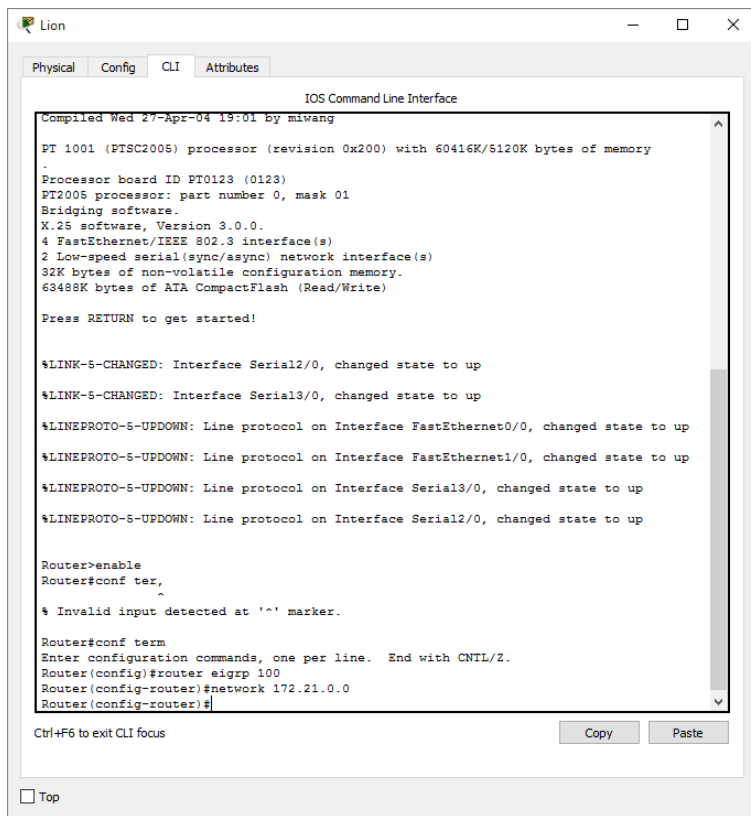 Lion
Physical Config CLI Attributes
IOS Command Line Interface
Compiled Wed 27-Apr-04 19:01 by miwang
PT 1001 (PTSC2005) processor (revision 0x200) with 60416K/5120K bytes of memory
.
Processor board ID PT0123 (0123)
PT2005 processor: part number 0, mask 01
Bridging software.
X.25 software, Version 3.0.0.
4 FastEthernet/IEEE 802.3 interface(s)
2 Low-speed serial(sync/async) network interface(s)
32K bytes of non-volatile configuration memory.
63488K bytes of ATA CompactFlash (Read/Write)
Press RETURN to get started!
%LINK-5-CHANGED: Interface Serial2/0, changed state to up
%LINK-5-CHANGED: Interface Serial3/0, changed state to up
%LINEPROTO-5-UPDOWN: Line protocol on Interface FastEthernet0/0, changed state to up
%LINEPROTO-5-UPDOWN: Line protocol on Interface FastEthernet1/0, changed state to up
%LINEPROTO-5-UPDOWN: Line protocol on Interface Serial3/0, changed state to up
%LINEPROTO-5-UPDOWN: Line protocol on Interface Serial2/0, changed state to up
Router>enable
Router#conf ter,
^
% Invalid input detected at '^' marker.
Router#conf term
Enter configuration commands, one per line. End with CNTL/Z.
Router(config)#router eigrp 100
Router(config-router)#network 172.21.0.0
Router(config-router)#
Ctrl+F6 to exit CLI focus
Copy Paste
Top